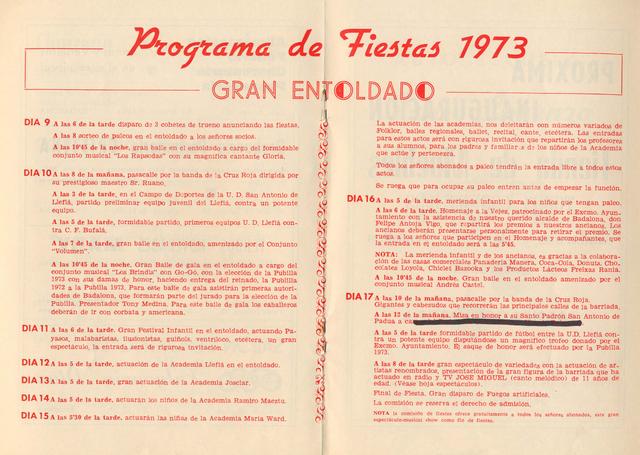 Programa de Fiestas 1973
GRAN ENTOLDADO
DIA 9 A las 6 de la tarde disparo de 3 cohetes de trueno anunciando las fiestas.
A las 8 sorteo de palcos en el entoldado a los señores socios.
A las 10'45 de la noche, gran baile en el entoldado a cargo del formidable
conjunto musical "Los Rapsodas" con su magnífica cantante Gloria.
DIA 10 A las 8 de la mañana, pasacalle por la banda de la Cruz Roja dirigida por
su prestigioso maestro Sr. Ruano.
A las 3 de la tarde, en el Campo de Deportes de la U. D. San Antonio de
Llefiá, partido preliminar equipo juvenil del Llefiá, contra un potente
equipo.
A las 5 de la tarde, formidable partido, primeros equipos U. D. Llefiá con-
tra C. F. Bufalá.
A las 7 de la tarde, gran baile en el entoldado, amenizado por el Conjunto
"Volumen".
A las 10'45 de la noche, Gran Baile de gala en el entoldado a cargo del
conjunto musical "Los Brindis" con Go-Gó, con la elección de la Pubilla
1973 con sus damas de honor, haciendo entrega del reinado, la Pubilla
1972 a la Pubilla 1973. Para este baile de gala asistirán primeras autori-
dades de Badalona, que formarán parte del jurado para la elección de la
Pubilla. Presentador Tony Medina. Para este baile de gala los caballeros
deberán de ir con corbata y americana.
DIA 11 A las 6 de la tarde, Gran Festival Infantil en el entoldado, actuando Pa-
yasos, malabaristas, ilusionistas, guiñols, ventríloco, etcétera, un gran
espectáculo, la entrada será de rigurosa invitación.
DIA 12 A las 5 de la tarde, actuación de la Academia Llefiá en el entoldado.
DIA 13 A las 5 de la tarde, gran actuación de la Academia Josclar.
DIA 14 A las 5 de la tarde, actuarán los niños de la Academia Ramiro Maeztu.
DIA 15 A las 5'30 de la tarde, actuarán las niñas de la Academia María Ward.
La actuación de las academias, nos deleitarán con números variados de
Folklor, bailes regionales, ballet, recital, cante, etcétera. Las entradas
para estos actos será con rigurosa invitación que repartirán los profesores
a sus alumnos, para los padres y familiar a de los niños de la Academia
que actúe y pertenezca.
Todos los señores abonados a palco tendrán la entrada libre a todos estos
actos.
Se ruega que para ocupar su palco entren antes de empezar la función.
DIA 16 A las 5 de la tarde, merienda infantil para los niños que tengan palco.
A las 6 de la tarde. Homenaje a la Vejez, patrocinado por el Excmo. Ayun-
tamiento con la asistencia de nuestro querido alcalde de Badalona, don
Felipe Antoja Vigo, que repartirá los premios a nuestros ancianos. Los
ancianos deberán presentarse personalmente para retirar el premio. Se
ruega a los señores que participen en el Homenaje y acompañantes, que
la entrada en el entoldado será a las 5'45.
NOTA: La merienda infantil y de los ancianos, es gracias a la colabora-
ción de las casas comerciales Panadería Manera, Coca-Cola, Donuts, Cho-
colates Loyola, Chiclet Bazooka y los Productos Lácteos Freixas Rania.
A las 10'45 de la noche, gran baile en el entoldado amenizado por el
conjunto musical Andrés Castel.
DIA 17 A las 10 de la mañana, pasacalle por la banda de la Cruz Roja.
Gigantes y cabezudos que recorrerán las principales calles de la barriada.
A las 12 de la mañana, Misa en honor a su Santo Padrón San Antonio de
Padua a ca
A las 5 de la tarde formidable partido de fútbol entre la U.D. Llefiá con-
tra un potente equipo disputándose un magnífico trofeo donado por el
Excmo. Ayuntamiento. El saque de honor será efectuado por la Pubilla
1973.
A las 8 de la tarde gran espectáculo de variedades con la actuación de ar-
tistas renombrados, presentación de la gran figura de la barriada que ha
actuado en radio y TV JOSE MIGUEL (canto melódico) de 11 años de
edad. (Véase hoja espectáculos).
Final de Fiesta. Gran disparo de Fuegos artificiales.
La comisión se reserva el derecho de admisión.
NOTA la comisión de fiestas ofrece gratuitamente a todos los señores abonados, este gran
espectáculo-musical show como fin de fiestas.